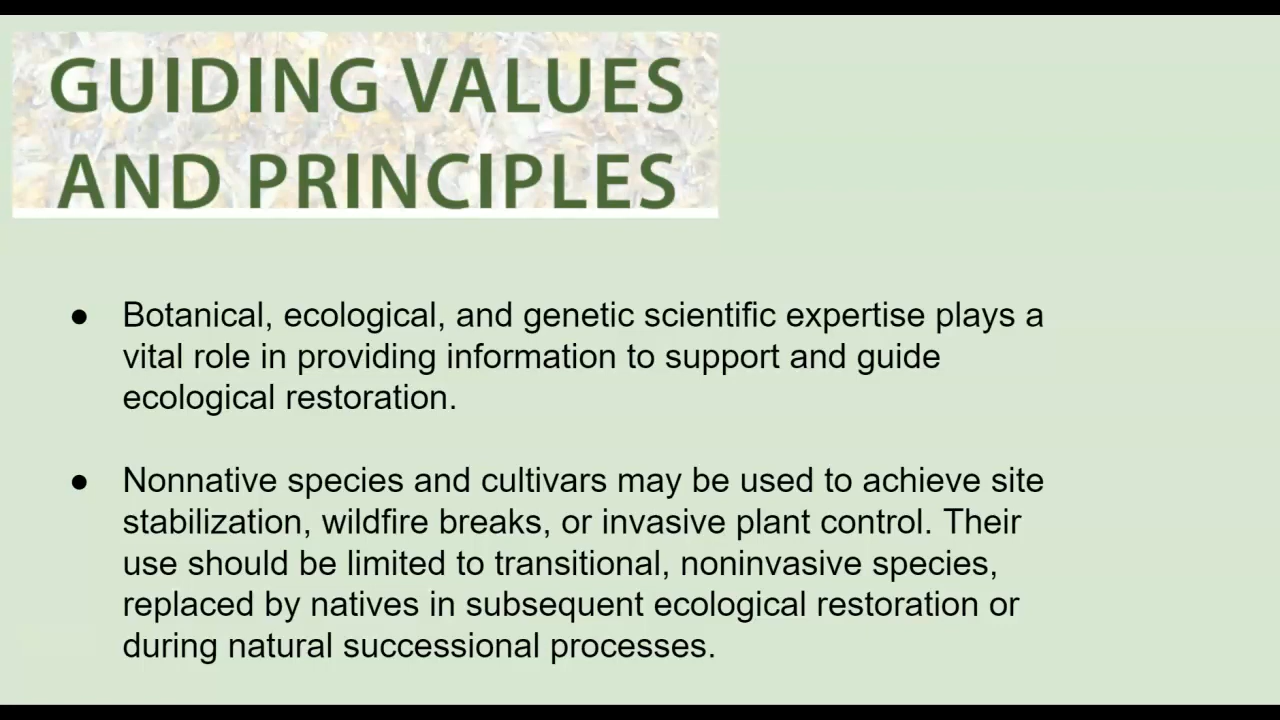 GUIDING VALUES
AND PRINCIPLES
● Botanical, ecological, and genetic scientific expertise plays a
vital role in providing information to support and guide
ecological restoration.
● Nonnative species and cultivars may be used to achieve site
stabilization, wildfire breaks, or invasive plant control. Their
use should be limited to transitional, noninvasive species,
replaced by natives in subsequent ecological restoration or
during natural successional processes.